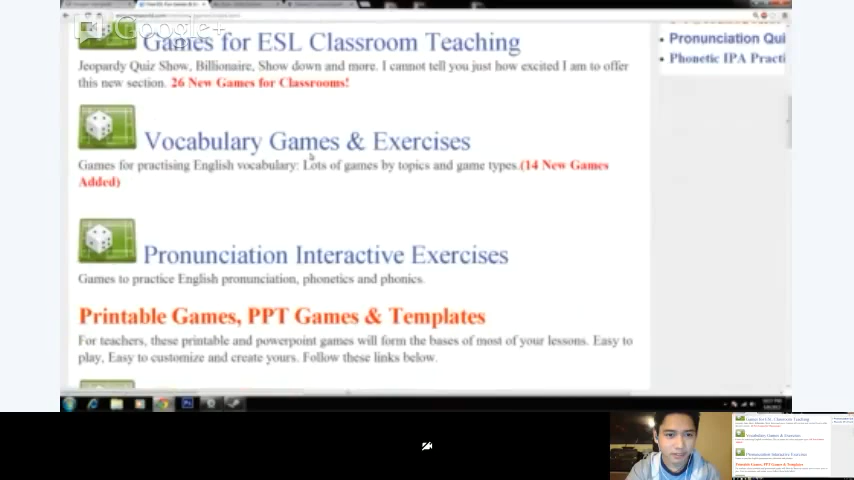 Google+
Games for ESL Classroom Teaching
Jeopardy Quiz Show, Billionaire, Show down and more. I cannot tell you just how excited I am to offer
this new section. 26 New Games for Classrooms!
Vocabulary Games & Exercises
Games for practising English vocabulary: Lots of games by topics and game types.(14 New Games
Added)
Pronunciation Interactive Exercises
Games to practice English pronunciation, phonetics and phonics.
Printable Games, PPT Games & Templates
For teachers, these printable and powerpoint games will form the bases of most of your lessons. Easy to
play, Easy to customize and create yours. Follow these links below.
Pronunciation Qui
Phonetic IPA Practi